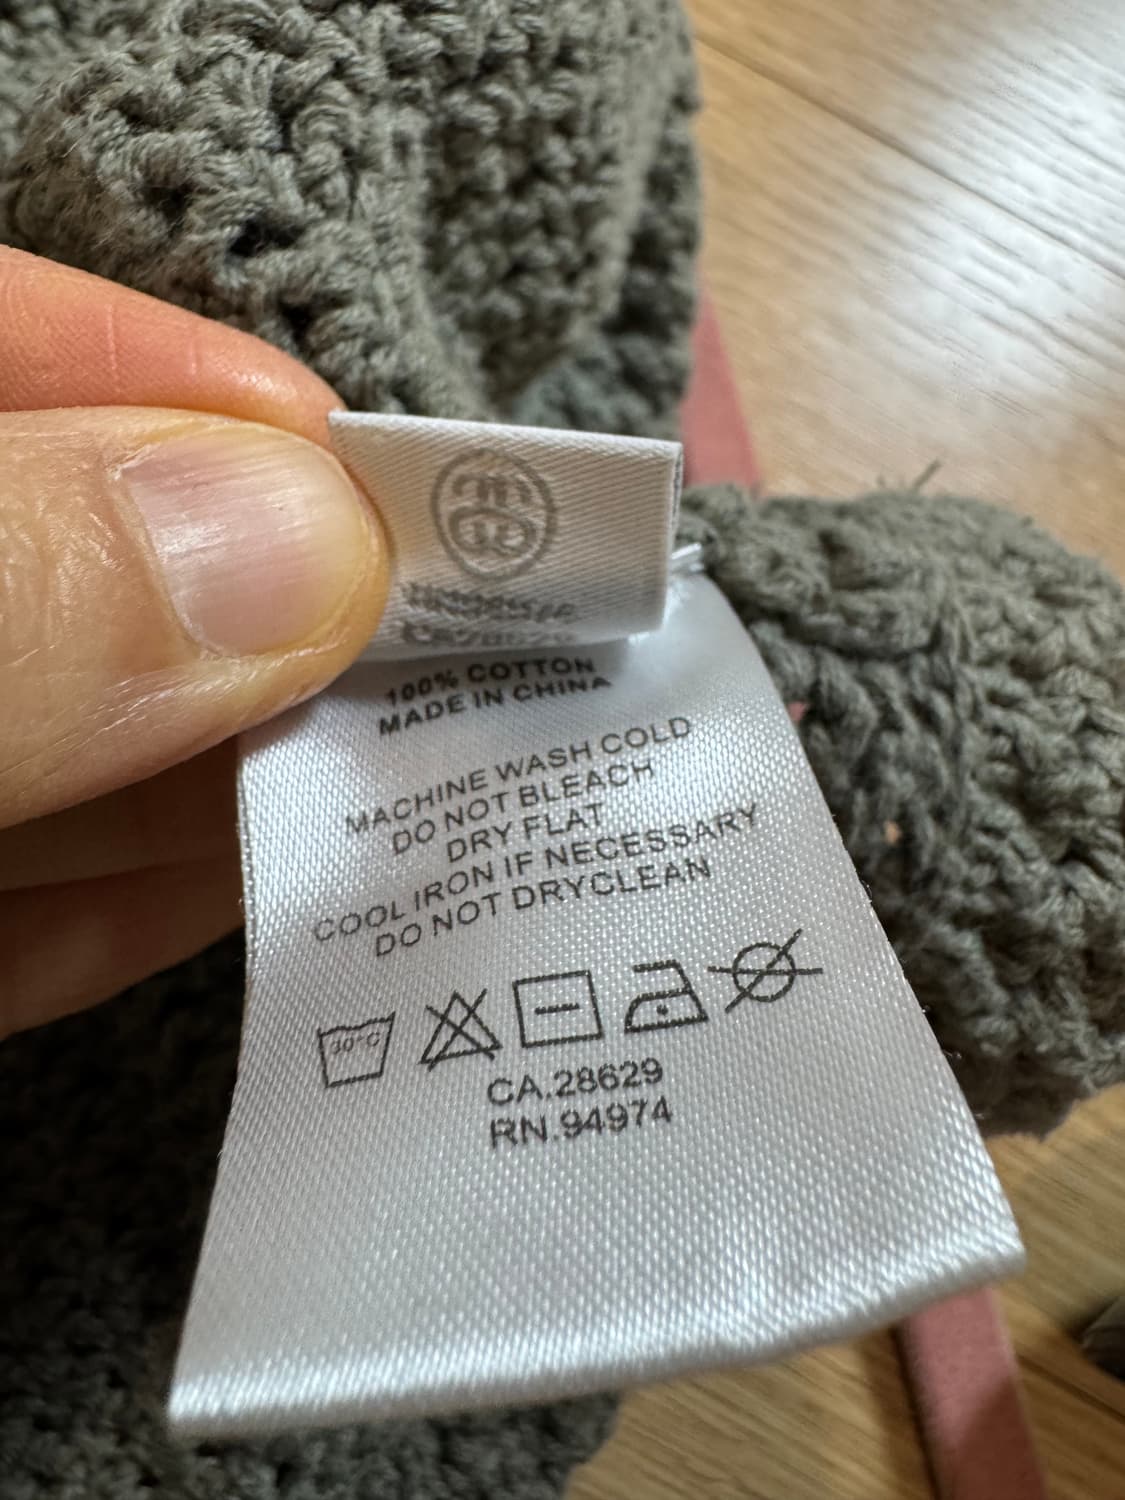 100% COTTON
MADE IN CHINA
MACHINE WASH COLD
DO NOT BLEACH
DRY FLAT
COOL IRON IF NECESSARY
DO NOT DRYCLEAN
30°C
CA.28629
RN.94974